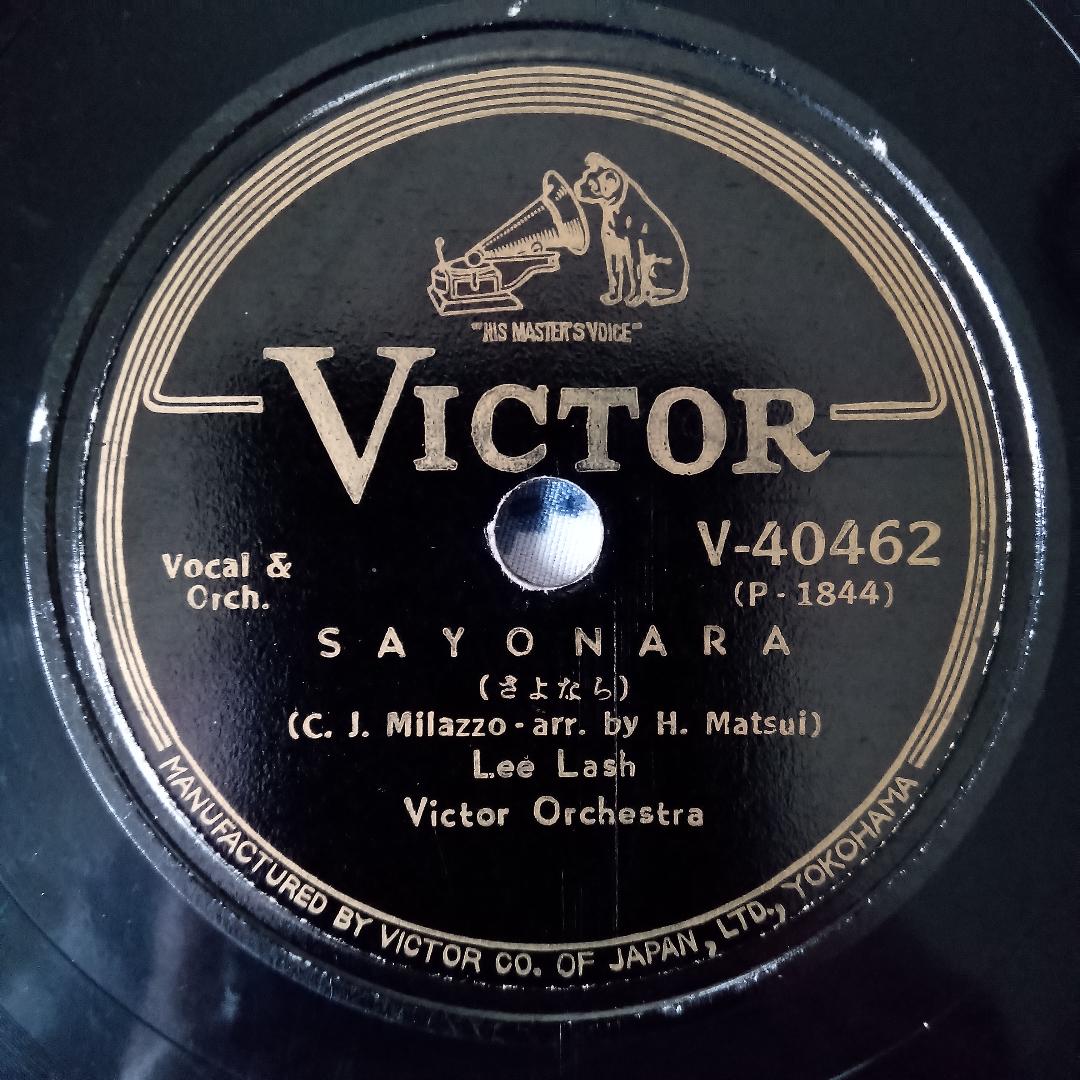 "HIS MASTER'S VOICE"
VICTOR
Vocal &
Orch.
V-40462
(P-1844)
SAYONARA
(さよなら)
(C. J. Milazzo - arr. by H. Matsui)
Lee Lash
Victor Orchestra
MANUFACTURED BY VICTOR CO. OF JAPAN, LTD., YOKOHAMA